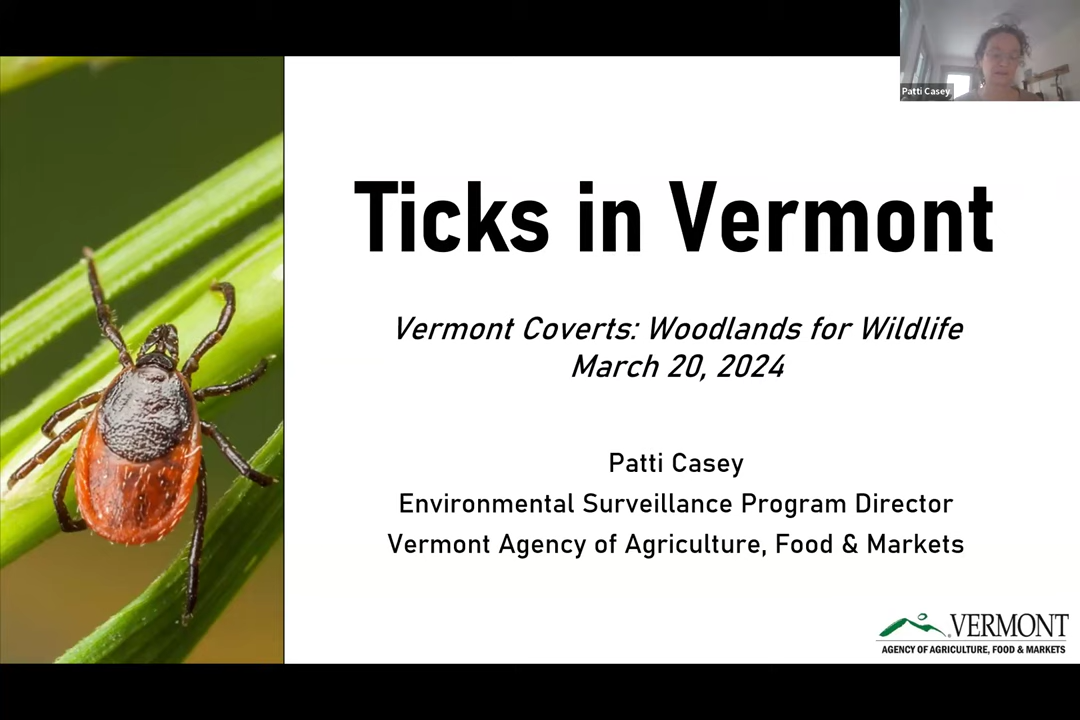 Patti Casey
Ticks in Vermont
Vermont Coverts: Woodlands for Wildlife
March 20, 2024
Patti Casey
Environmental Surveillance Program Director
Vermont Agency of Agriculture, Food & Markets
VERMONT
AGENCY OF AGRICULTURE, FOOD & MARKETS